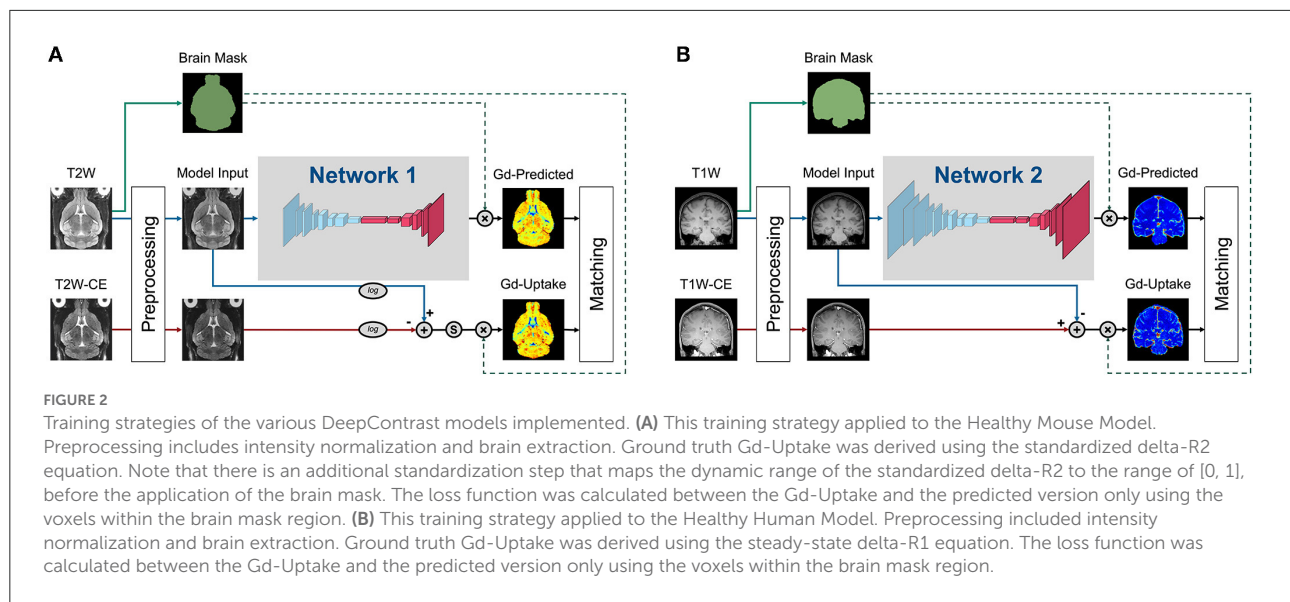 A
Brain Mask
T2W
Model Input
Network 1
Gd-Predicted
Preprocessing
Matching
T2W-CE
log
Gd-Uptake
log
+
-
+
S
×
×
B
Brain Mask
T1W
Model Input
Network 2
Gd-Predicted
Preprocessing
Matching
T1W-CE
Gd-Uptake
-
+
+
×
×
FIGURE 2
Training strategies of the various DeepContrast models implemented. (A) This training strategy applied to the Healthy Mouse Model.
Preprocessing includes intensity normalization and brain extraction. Ground truth Gd-Uptake was derived using the standardized delta-R2
equation. Note that there is an additional standardization step that maps the dynamic range of the standardized delta-R2 to the range of [0, 1],
before the application of the brain mask. The loss function was calculated between the Gd-Uptake and the predicted version only using the
voxels within the brain mask region. (B) This training strategy applied to the Healthy Human Model. Preprocessing included intensity
normalization and brain extraction. Ground truth Gd-Uptake was derived using the steady-state delta-R1 equation. The loss function was
calculated between the Gd-Uptake and the predicted version only using the voxels within the brain mask region.